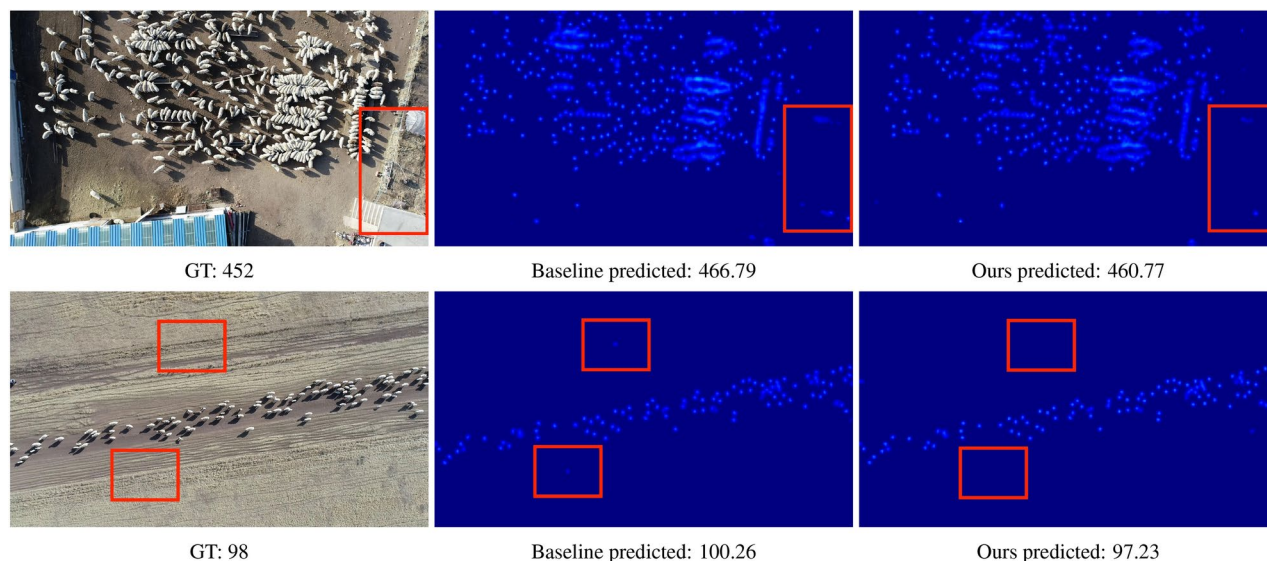 GT: 452
Baseline predicted: 466.79
Ours predicted: 460.77
GT: 98
Baseline predicted: 100.26
Ours predicted: 97.23